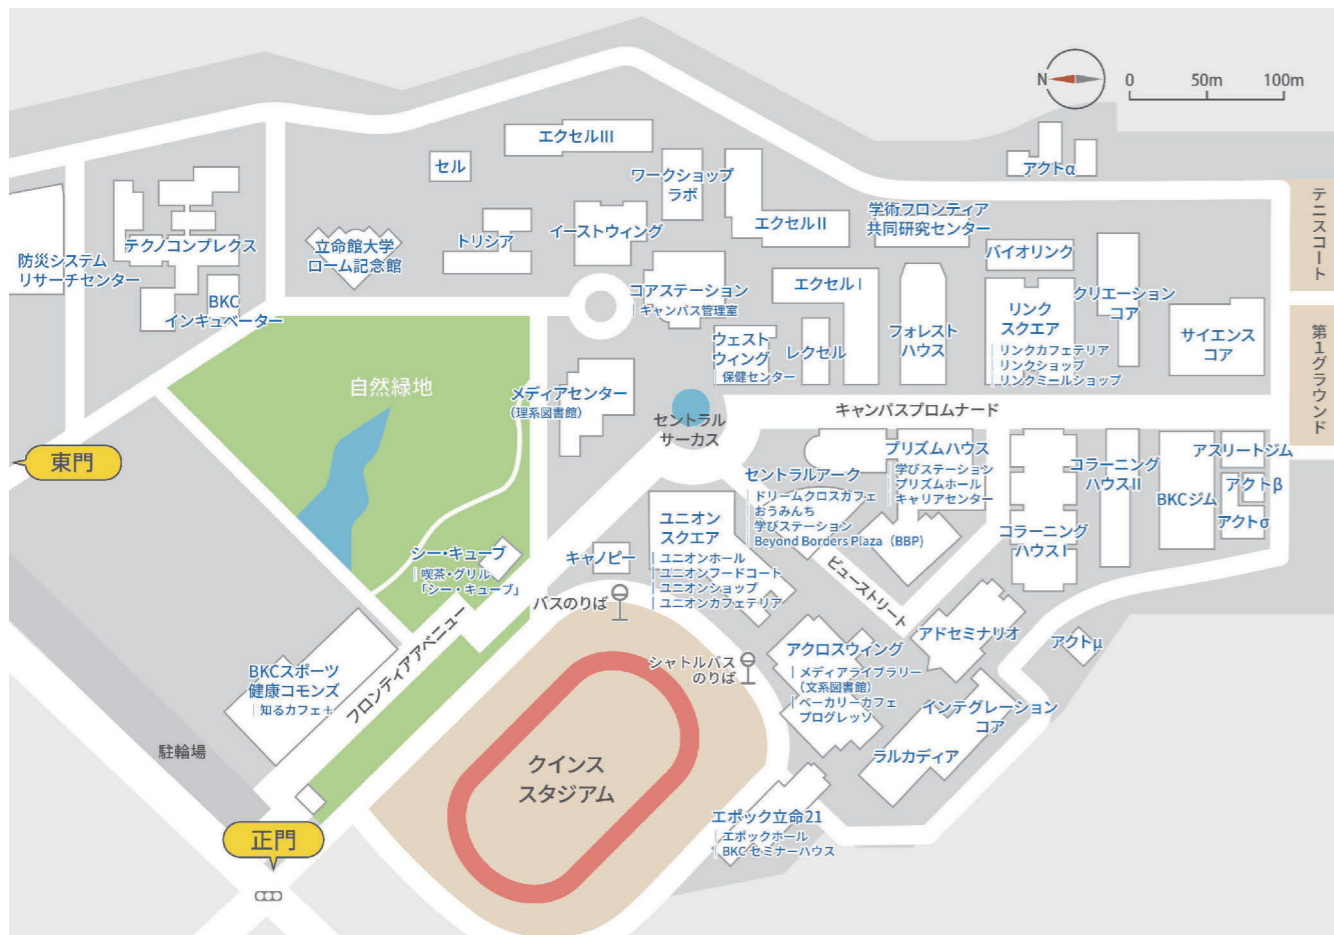 N
0
50m
100m
エクセルIII
セル
ワークショップ
ラボ
アクトα
テニスコート
エクセルII
学術フロンティア
共同研究センター
イーストウィング
トリシア
立命館大学
ローム記念館
テクノコンプレクス
防災システム
リサーチセンター
BKC
インキュベーター
バイオリンク
コアステーション
キャンパス管理室
エクセルI
クリエーション
コア
リンク
スクエア
リンクカフェテリア
リンクショップ
リンクミールショップ
フォレスト
ハウス
サイエンス
コア
第1グラウンド
ウェスト
ウィング
保健センター
レクセル
自然緑地
メディアセンター
(理系図書館)
セントラル
サーカス
キャンパスプロムナード
東門
プリズムハウス
学びステーション
プリズムホール
キャリアセンター
セントラルアーク
ドリームクロスカフェ
おうみんち
学びステーション
Beyond Borders Plaza（BBP)
コラーニング
ハウスII
BKCジム
アスリートジム
アクトβ
アクトσ
コラーニング
ハウスI
ユニオン
スクエア
ユニオンホール
ユニオンフードコート
ユニオンショップ
ユニオンカフェテリア
キャノピー
シー・キューブ
喫茶・グリル
「シー・キューブ」
バスのりば
ビューストリート
アドセミナリオ
アクトμ
アクロスウィング
メディアライブラリー
(文系図書館)
ベーカリーカフェ
プログレッソ
シャトルバス
のりば
フロンティアアベニュー
BKCスポーツ
健康コモンズ
知るカフェ＋
インテグレーション
コア
ラルカディア
駐輪場
クインス
スタジアム
エポック立命21
エポックホール
BKCセミナーハウス
正門